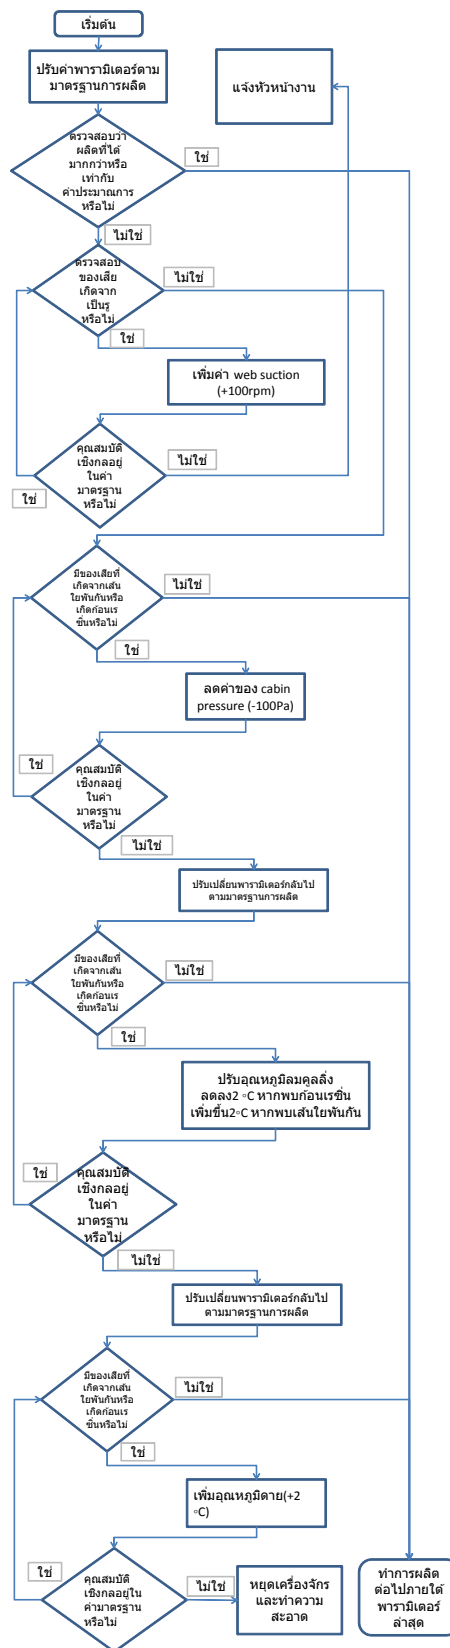 เริ่มต้น
ปรับค่าพารามิเตอร์ตาม
มาตรฐานการผลิต
แจ้งหัวหน้างาน
ตรวจสอบว่า
ผลิตที่ได้
มากกว่าหรือ
เท่ากับ
ค่าประมาณการ
หรือไม่
ใช่
ไม่ใช่
ตรวจสอบ
ของเสีย
เกิดจาก
เป็นรู
หรือไม่
ไม่ใช่
ใช่
เพิ่มค่า web suction
(+100rpm)
คุณสมบัติ
เชิงกลอยู่
ในค่า
มาตรฐาน
หรือไม่
ไม่ใช่
ใช่
มีของเสียที่
เกิดจากเส้น
ใยพันกันหรือ
เกิดก้อนเร
ซิ่นหรือไม่
ไม่ใช่
ใช่
ลดค่าของ cabin
pressure (-100Pa)
คุณสมบัติ
เชิงกลอยู่
ในค่า
มาตรฐาน
หรือไม่
ใช่
ไม่ใช่
ปรับเปลี่ยนพารามิเตอร์กลับไป
ตามมาตรฐานการผลิต
มีของเสียที่
เกิดจากเส้น
ใยพันกันหรือ
เกิดก้อนเร
ซิ่นหรือไม่
ไม่ใช่
ใช่
ปรับอุณหภูมิลมคูลลิ่ง
ลดลง2 °C หากพบก้อนเรซิ่น
เพิ่มขึ้น2°C หากพบเส้นใยพันกัน
คุณสมบัติ
เชิงกลอยู่
ในค่า
มาตรฐาน
หรือไม่
ใช่
ไม่ใช่
ปรับเปลี่ยนพารามิเตอร์กลับไป
ตามมาตรฐานการผลิต
มีของเสียที่
เกิดจากเส้น
ใยพันกันหรือ
เกิดก้อนเร
ซิ่นหรือไม่
ไม่ใช่
ใช่
เพิ่มอุณหภูมิดาย(+2
°C)
คุณสมบัติ
เชิงกลอยู่ใน
ค่ามาตรฐาน
หรือไม่
ใช่
ไม่ใช่
หยุดเครื่องจักร
และทำความ
สะอาด
ทำการผลิต
ต่อไปภายใต้
พารามิเตอร์
ล่าสุด